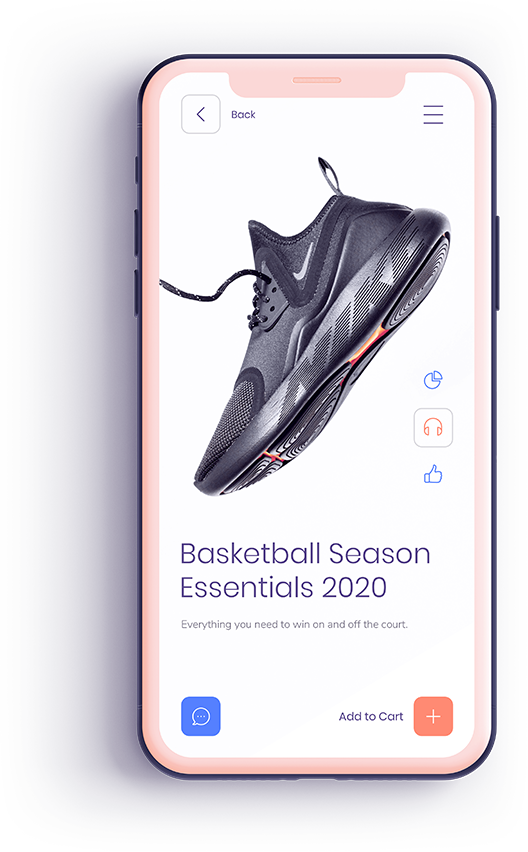 Back
Basketball Season
Essentials 2020
Everything you need to win on and off the court.
Add to Cart